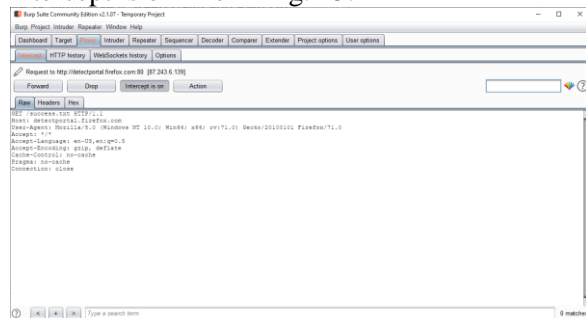 Burp Suite Community Edition v2.1.07 - Temporary Project
Burp Project Intruder Repeater Window Help
Dashboard Target Proxy Intruder Repeater Sequencer Decoder Comparer Extender Project options User options
Intercept HTTP history WebSockets history Options
Request to http://detectportal.firefox.com:80 [87.243.6.139]
Forward Drop Intercept is on Action
Raw Headers Hex
GET /success.txt HTTP/1.1
Host: detectportal.firefox.com
User-Agent: Mozilla/5.0 (Windows NT 10.0; Win64; x64; rv:71.0) Gecko/20100101 Firefox/71.0
Accept: */*
Accept-Language: en-US,en;q=0.5
Accept-Encoding: gzip, deflate
Cache-Control: no-cache
Pragma: no-cache
Connection: close
? < + > Type a search term 0 matches